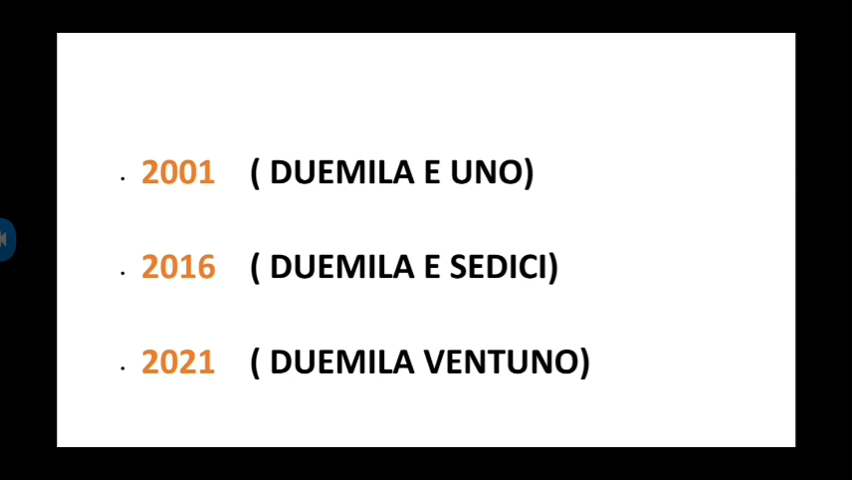 . 2001 ( DUEMILA E UNO)
. 2016 ( DUEMILA E SEDICI)
. 2021 ( DUEMILA VENTUNO)